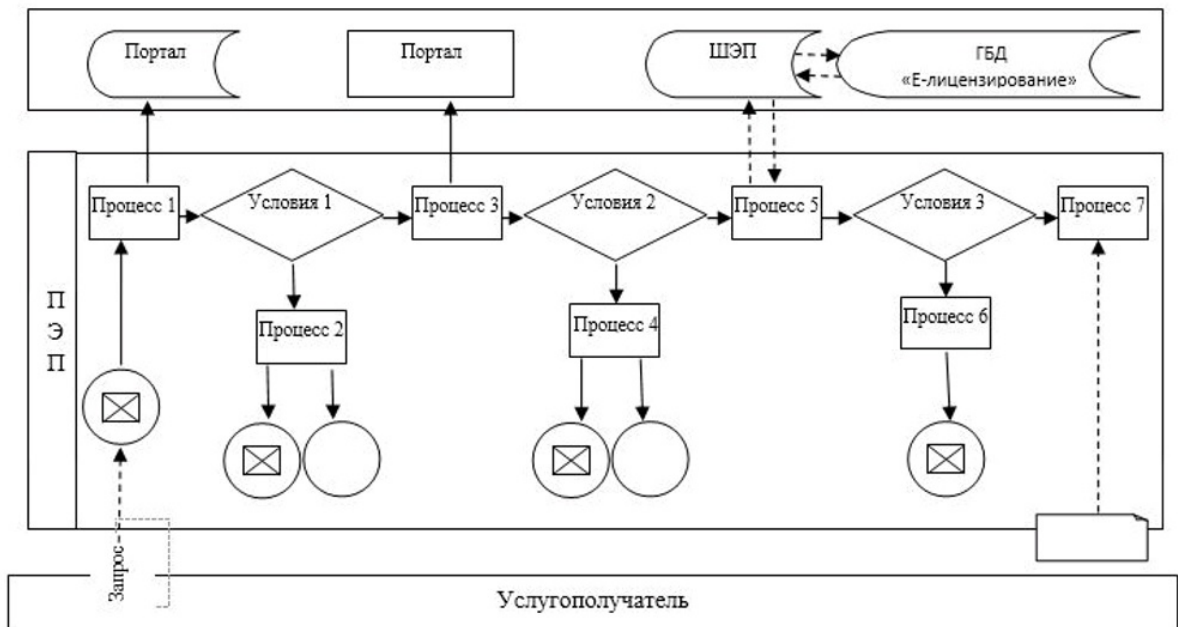 Портал
Портал
ШЭП
ГБД
«Е-лицензирование»
ПЭП
Процесс 1
Условия 1
Процесс 3
Условия 2
Процесс 5
Условия 3
Процесс 7
Процесс 2
Процесс 4
Процесс 6
Запрос
Услугополучатель